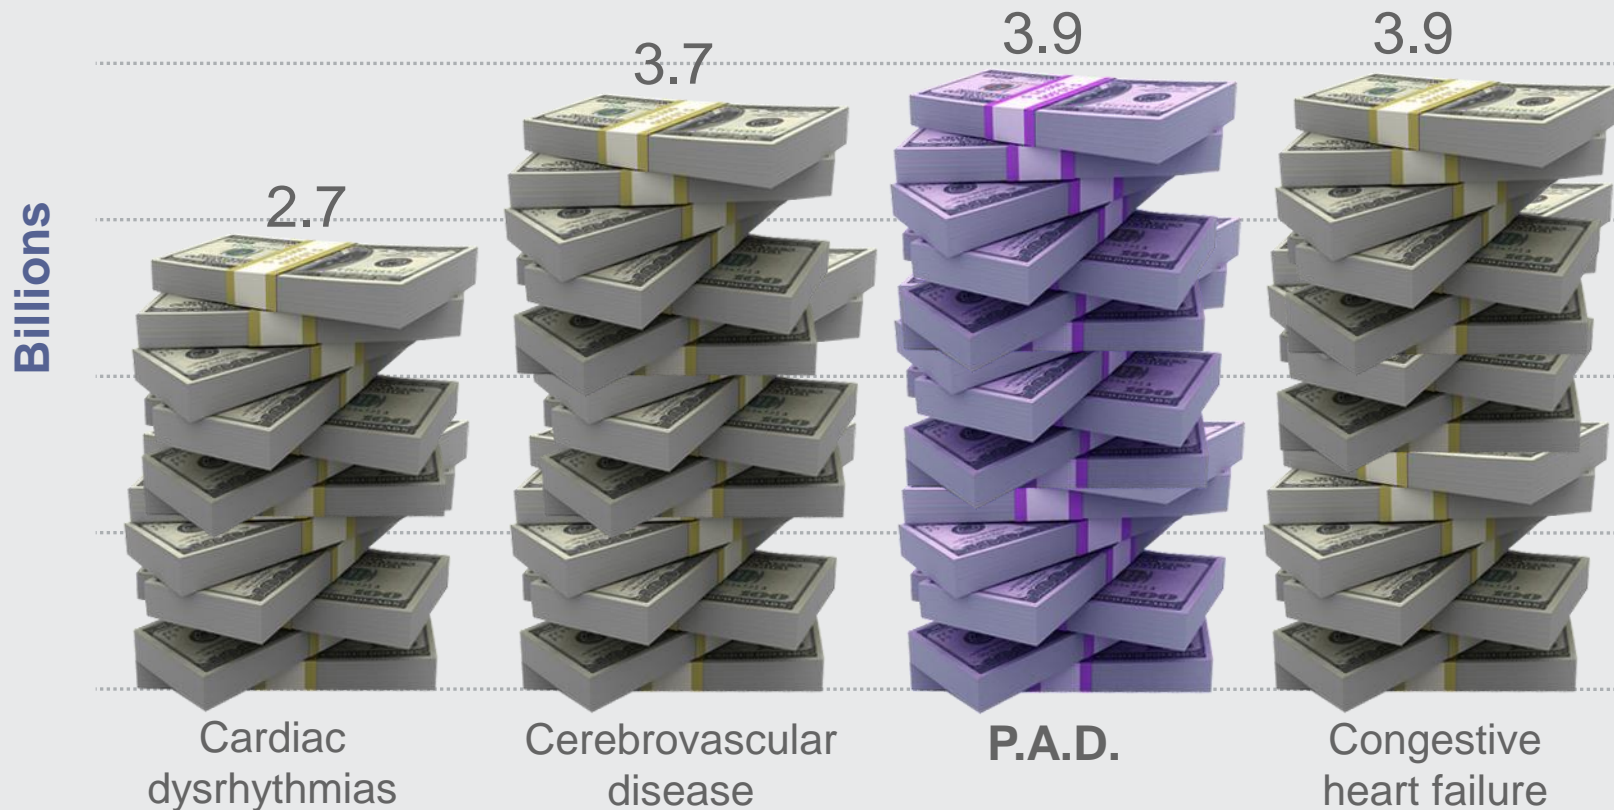 3.9
3.9
3.7
2.7
Billions
Cardiac
dysrhythmias
Cerebrovascular
disease
P.A.D.
Congestive
heart failure